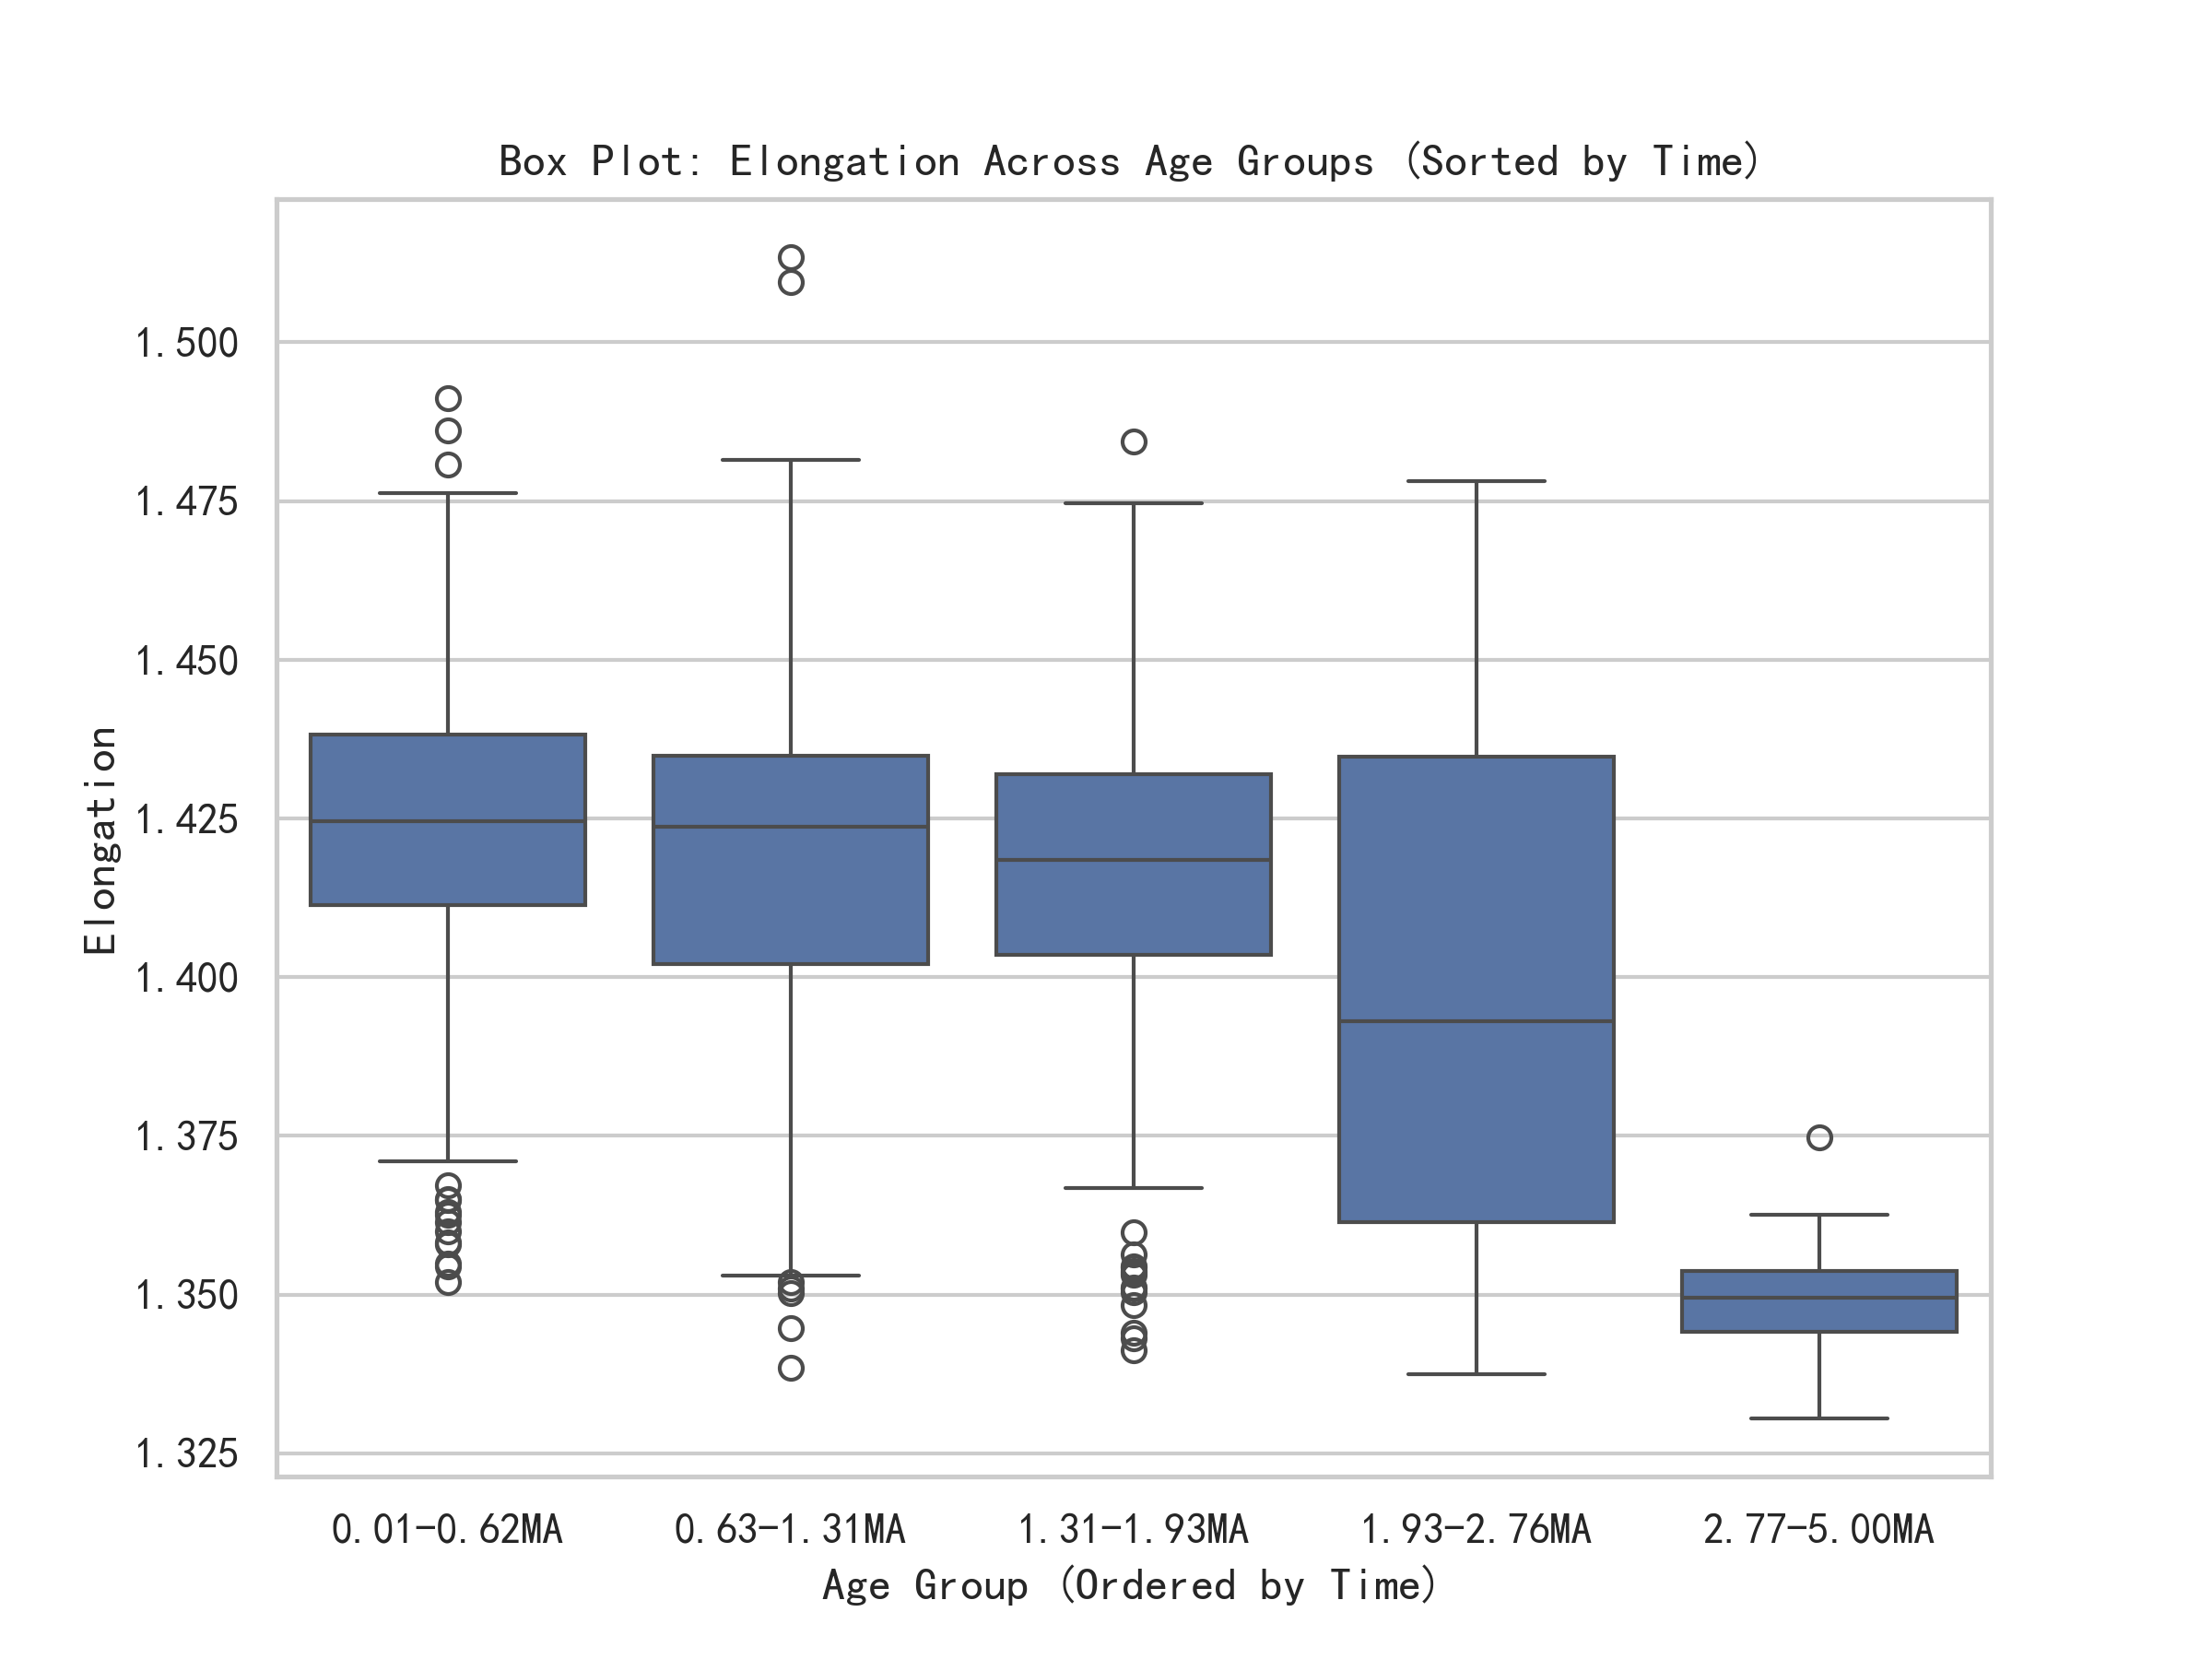 Box Plot: Elongation Across Age Groups (Sorted by Time)
Elongation
1.500
1.475
1.450
1.425
1.400
1.375
1.350
1.325
0.01-0.62MA 0.63-1.31MA 1.31-1.93MA 1.93-2.76MA 2.77-5.00MA
Age Group (Ordered by Time)